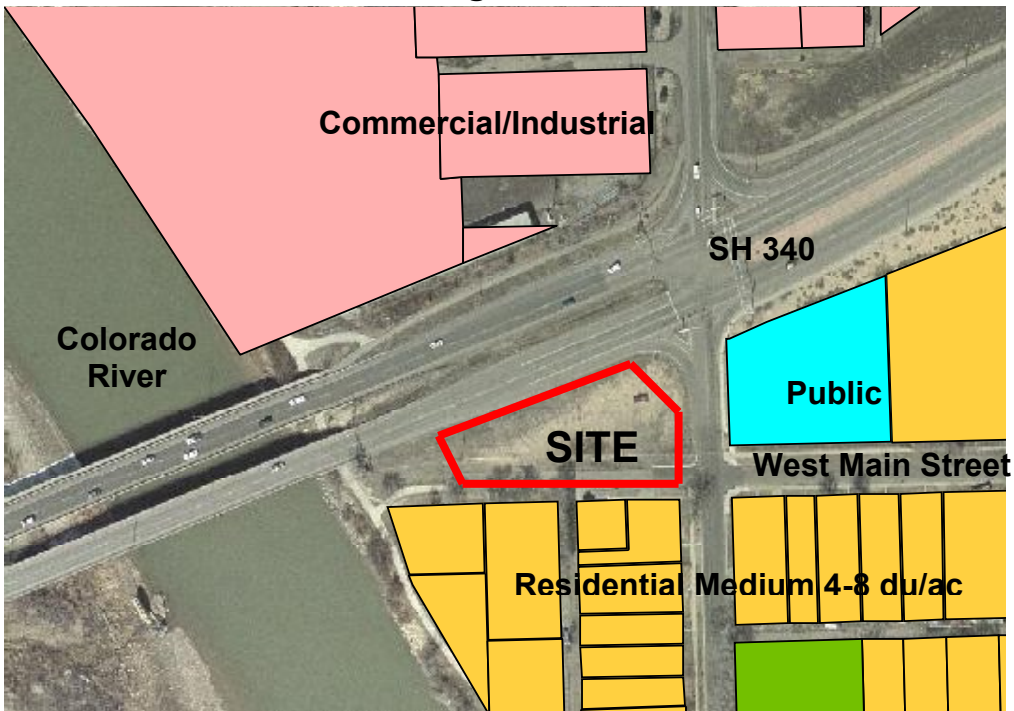 Commercial/Industrial
SH 340
Colorado
River
Public
SITE
West Main Street
Residential Medium 4-8 du/ac